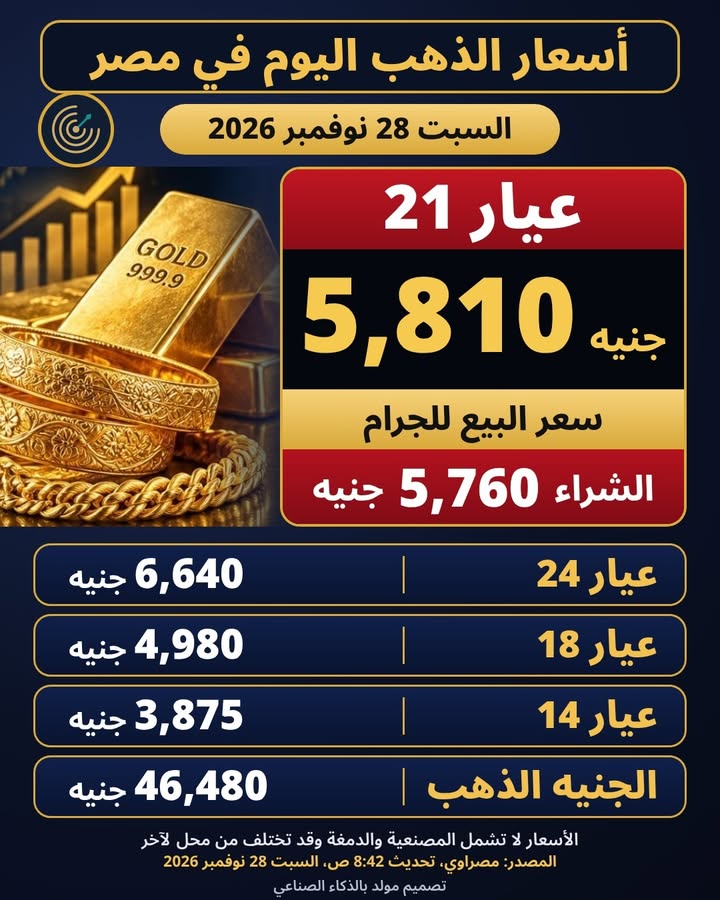 أسعار الذهب اليوم في مصر
السبت 28 نوفمبر 2026
عيار 21
5,810 جنيه
سعر البيع للجرام
الشراء 5,760 جنيه
GOLD
999.9
عيار 24 6,640 جنيه
عيار 18 4,980 جنيه
عيار 14 3,875 جنيه
الجنيه الذهب 46,480 جنيه
الأسعار لا تشمل المصنعية والدمغة وقد تختلف من محل لآخر
المصدر: مصراوي، تحديث 8:42 ص، السبت 28 نوفمبر 2026
تصميم مولد بالذكاء الصناعي